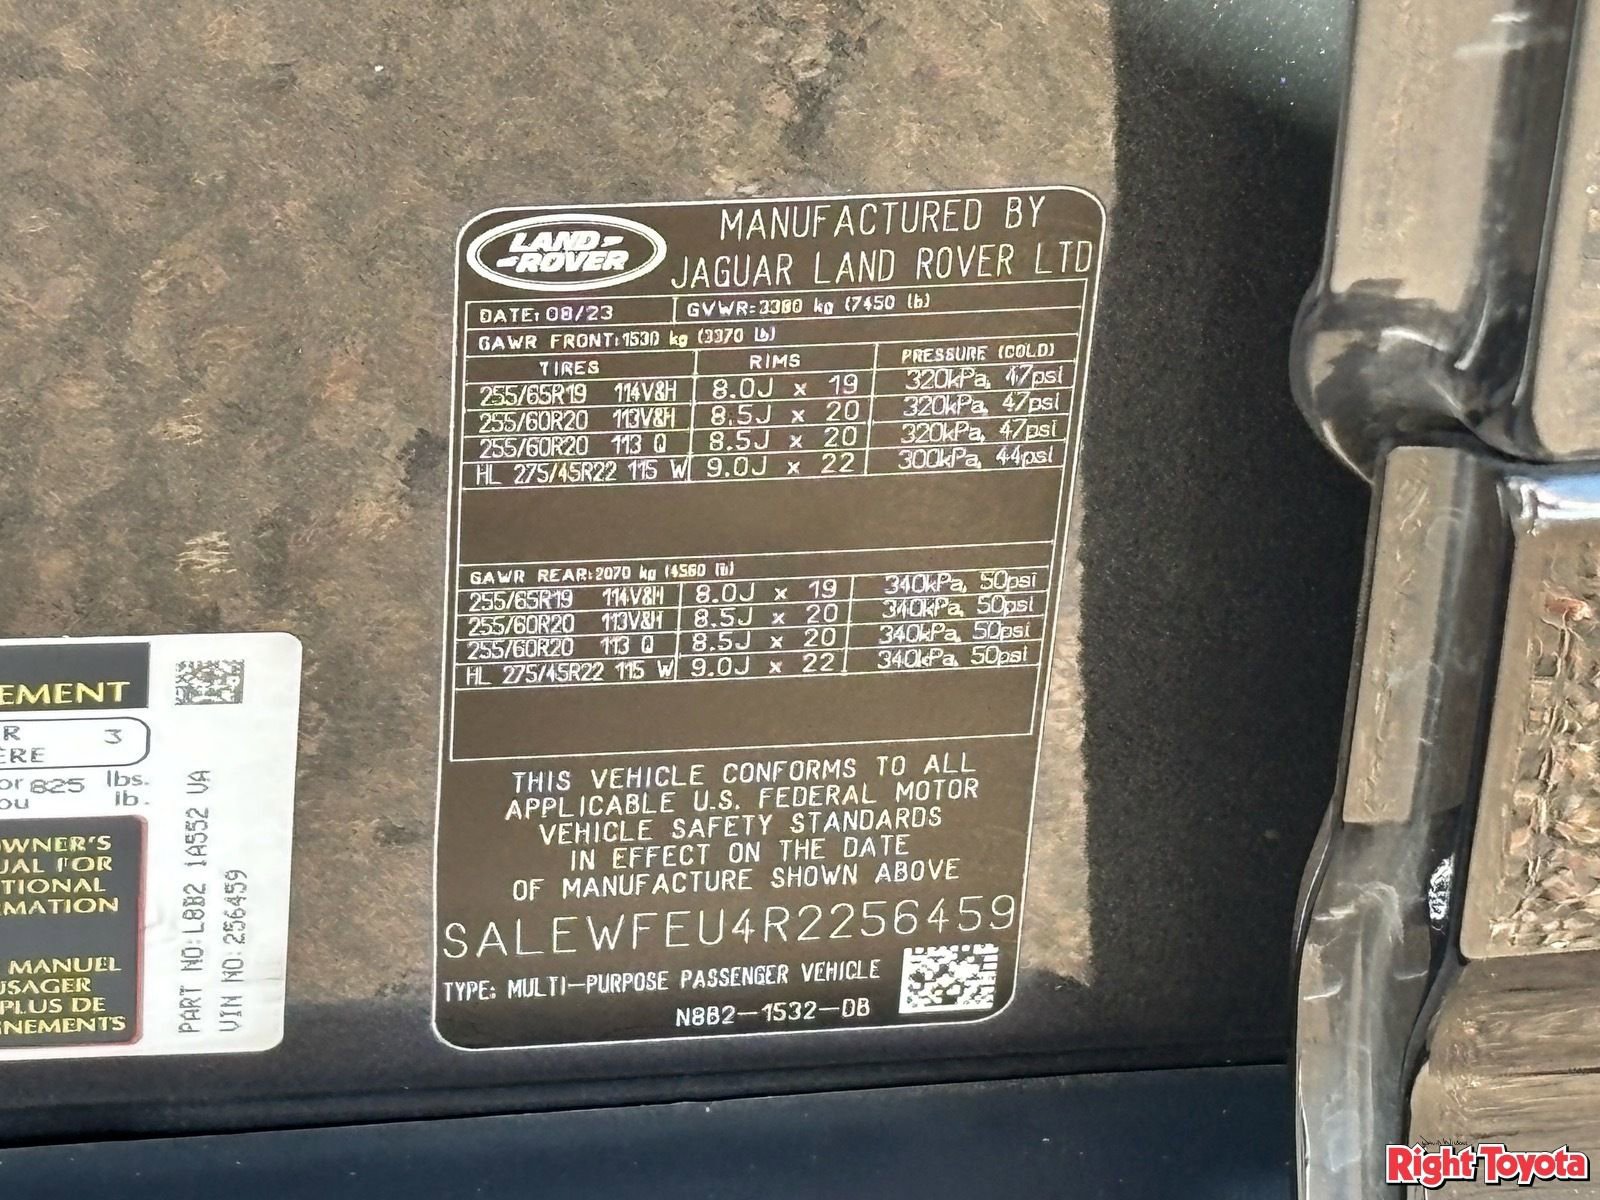 LAND-
-ROVER
MANUFACTURED BY
JAGUAR LAND ROVER LTD
DATE: 08/23 GVWR: 3380 kg (7450 lb)
GAWR FRONT: 1530 kg (3370 lb)
TIRES RIMS PRESSURE (COLD)
255/65R19 114V&H 8.0J x 19 320kPa, 47psi
255/60R20 113V&H 8.5J x 20 320kPa, 47psi
255/60R20 113 Q 8.5J x 20 320kPa, 47psi
HL 275/45R22 115 W 9.0J x 22 300kPa, 44psi
GAWR REAR: 2070 kg (4560 lb)
255/65R19 114V&H 8.0J x 19 340kPa, 50psi
255/60R20 113V&H 8.5J x 20 340kPa, 50psi
255/60R20 113 Q 8.5J x 20 340kPa, 50psi
HL 275/45R22 115 W 9.0J x 22 340kPa, 50psi
THIS VEHICLE CONFORMS TO ALL
APPLICABLE U.S. FEDERAL MOTOR
VEHICLE SAFETY STANDARDS
IN EFFECT ON THE DATE
OF MANUFACTURE SHOWN ABOVE
SALEWFEU4R2256459
TYPE: MULTI-PURPOSE PASSENGER VEHICLE
N8B2-1532-DB
EMENT
R 3
ERE
or 825 lbs.
ou lb.
OWNER'S
UAL FOR
TIONAL
RMATION
MANUEL
USAGER
PLUS DE
GNEMENTS
PART NO: L8B2 1A552 VA
VIN NO: 256459
Right Toyota